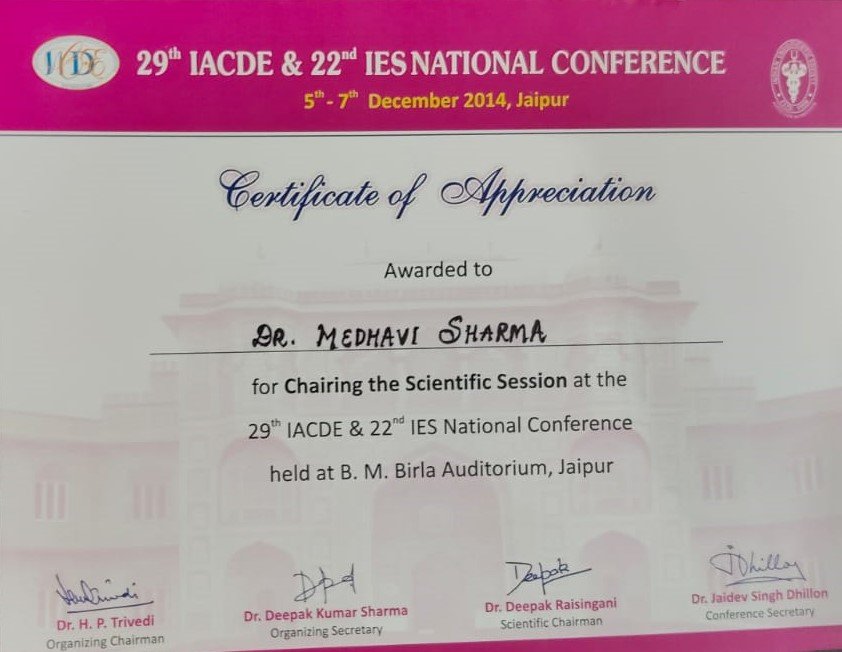 29th IACDE & 22nd IES NATIONAL CONFERENCE
5th - 7th December 2014, Jaipur
Certificate of Appreciation
Awarded to
DR. MEDHAVI SHARMA
for Chairing the Scientific Session at the
29th IACDE & 22nd IES National Conference
held at B. M. Birla Auditorium, Jaipur
Deepak
Dr. H. P. Trivedi
Organizing Chairman
Dr. Deepak Kumar Sharma
Organizing Secretary
Dr. Deepak Raisingani
Scientific Chairman
Dr. Jaidev Singh Dhillon
Conference Secretary